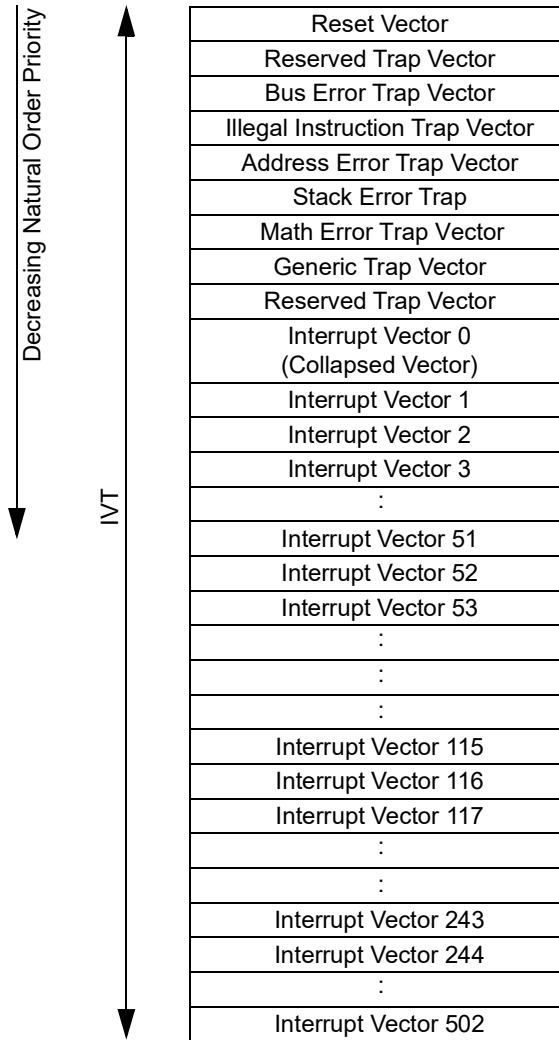 Decreasing Natural Order Priority
IVT
Reset Vector
Reserved Trap Vector
Bus Error Trap Vector
Illegal Instruction Trap Vector
Address Error Trap Vector
Stack Error Trap
Math Error Trap Vector
Generic Trap Vector
Reserved Trap Vector
Interrupt Vector 0
(Collapsed Vector)
Interrupt Vector 1
Interrupt Vector 2
Interrupt Vector 3
:
Interrupt Vector 51
Interrupt Vector 52
Interrupt Vector 53
:
:
:
Interrupt Vector 115
Interrupt Vector 116
Interrupt Vector 117
:
:
Interrupt Vector 243
Interrupt Vector 244
:
Interrupt Vector 502